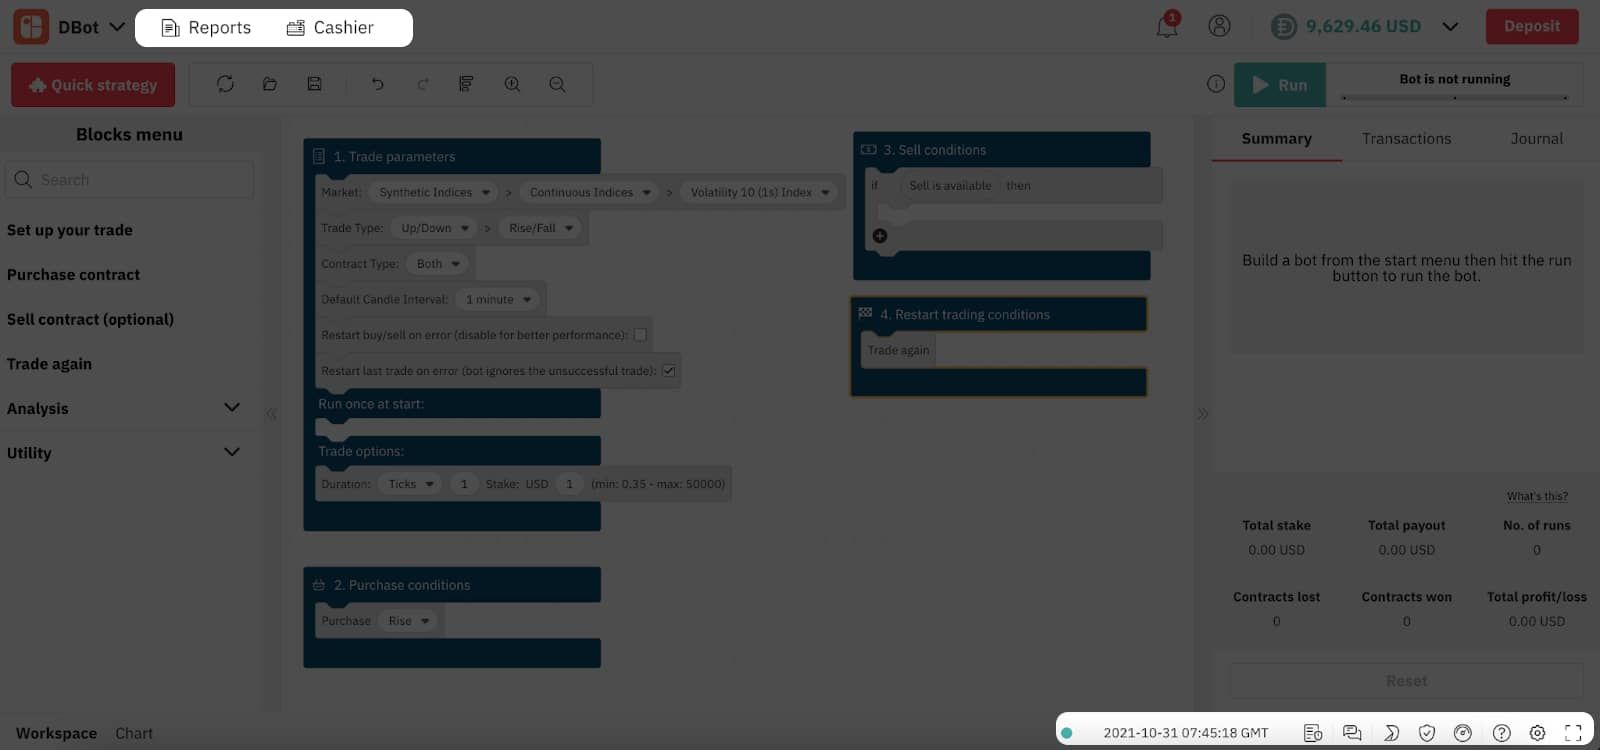 DBot
Reports
Cashier
1
9,629.46 USD
Deposit
Quick strategy
Run
Bot is not running
Blocks menu
Search
Set up your trade
Purchase contract
Sell contract (optional)
Trade again
Analysis
Utility
1. Trade parameters
Market: Synthetic Indices > Continuous Indices > Volatility 10 (1s) Index
Trade Type: Up/Down > Rise/Fall
Contract Type: Both
Default Candle Interval: 1 minute
Restart buy/sell on error (disable for better performance):
Restart last trade on error (bot ignores the unsuccessful trade):
Run once at start:
Trade options:
Duration: Ticks 1 Stake: USD 1 (min: 0.35 - max: 50000)
2. Purchase conditions
Purchase Rise
3. Sell conditions
if Sell is available then
4. Restart trading conditions
Trade again
Summary Transactions Journal
Build a bot from the start menu then hit the run
button to run the bot.
What's this?
Total stake Total payout No. of runs
0.00 USD 0.00 USD 0
Contracts lost Contracts won Total profit/loss
0 0 0.00 USD
Reset
Workspace Chart
2021-10-31 07:45:18 GMT